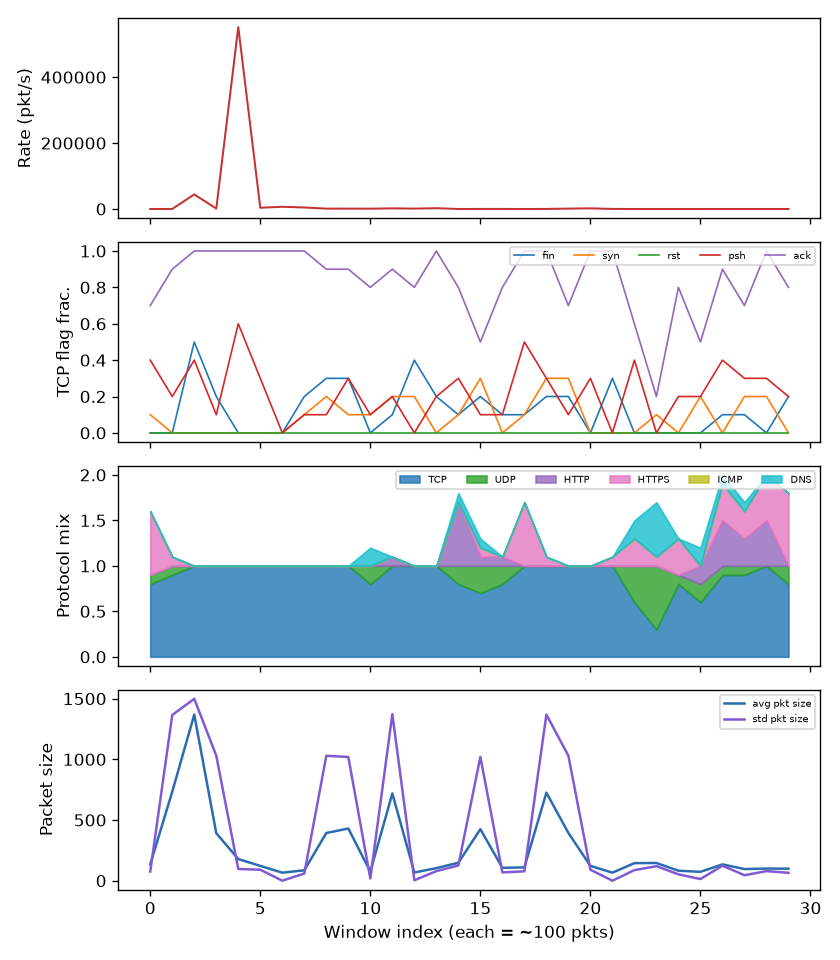 400000
200000
0
Rate (pkt/s)
1.0
0.8
0.6
0.4
0.2
0.0
TCP flag frac.
fin syn rst psh ack
2.0
1.5
1.0
0.5
0.0
Protocol mix
TCP UDP HTTP HTTPS ICMP DNS
1500
1000
500
0
Packet size
avg pkt size
std pkt size
0 5 10 15 20 25 30
Window index (each = ~100 pkts)